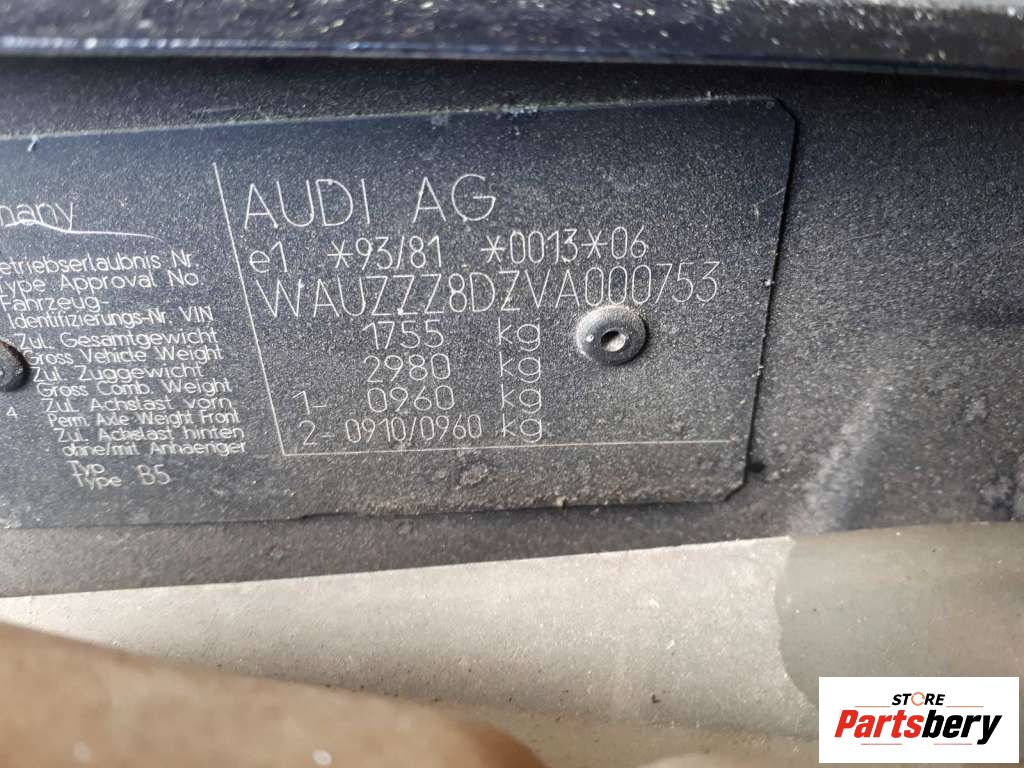 many
AUDI AG
etriebserlaubnis Nr. e1 *93/81 *0013*06
Type Approval No.
Fahrzeug-
Identifizierungs-Nr. VIN WAUZZZ8DZVA000753
Zul. Gesamtgewicht 1755 kg
Gross Vehicle Weight
Zul. Zuggewicht 2980 kg
Gross Comb. Weight
4 Zul. Achslast vorn 1- 0960 kg
Perm. Axle Weight Front
Zul. Achslast hinten 2- 0910/0960 kg
ohne/mit Anhaenger
Typ
Type B5
STORE
Partsbery